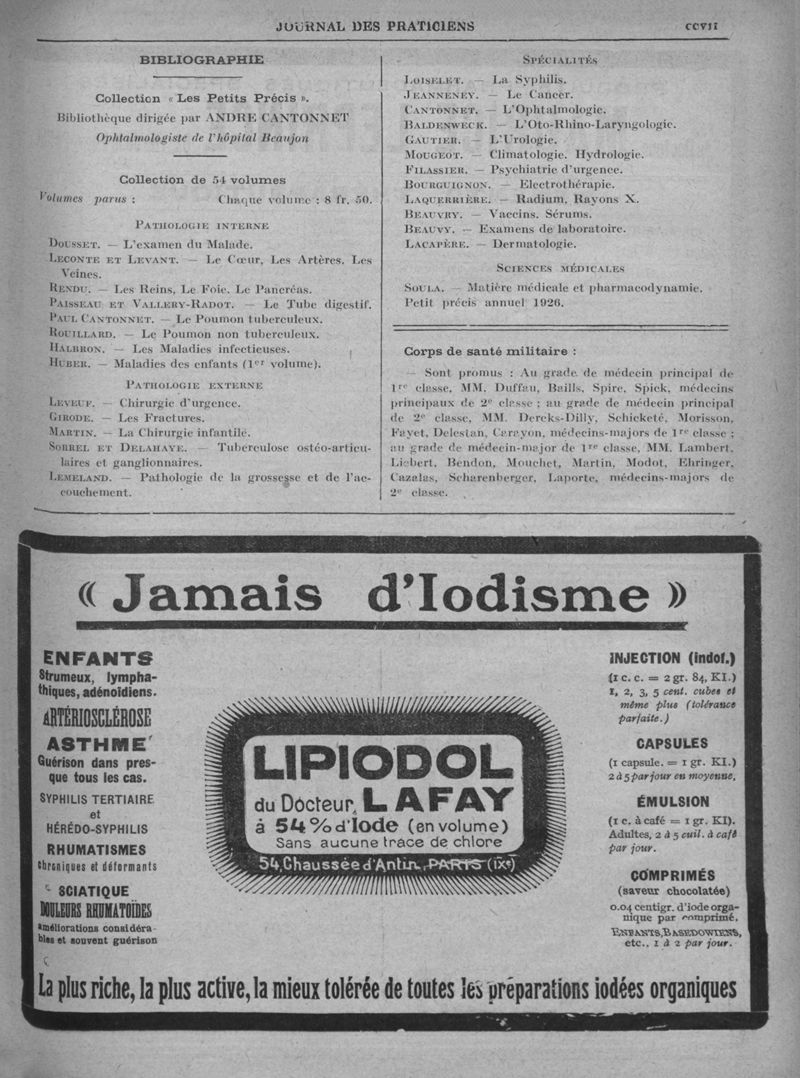 JOURNAL DES PRATICIENS
CCVII
BIBLIOGRAPHIE
Collection « Les Petits Précis ».
Bibliothèque dirigée par ANDRE CANTONNET
Ophtalmologiste de l'hôpital Beaujon
Collection de 54 volumes
Volumes parus : Chaque volume : 8 fr. 50.
PATHOLOGIE INTERNE
DOUSSET. — L'examen du Malade.
LECONTE ET LEVANT. — Le Cœur, Les Artères, Les
Veines.
RENDU. — Les Reins, Le Foie, Le Pancréas.
PAISSEAU ET VALLERY-RADOT. — Le Tube digestif.
PAUL CANTONNET. — Le Poumon tuberculeux.
ROUILLARD. — Le Poumon non tuberculeux.
HALBRON. — Les Maladies infectieuses.
HUBER. — Maladies des enfants (1er volume).
PATHOLOGIE EXTERNE
LEVEUF. — Chirurgie d'urgence.
GIRODE. — Les Fractures.
MARTIN. — La Chirurgie infantile.
SORREL ET DELAHAYE. — Tuberculose ostéo-articu-
laires et ganglionnaires.
LEMELAND. — Pathologie de la grossesse et de l'ac-
couchement.
SPÉCIALITÉS
LOISELET. — La Syphilis.
JEANNENEY. — Le Cancer.
CANTONNET. — L'Ophtalmologie.
BALDENWECK. — L'Oto-Rhino-Laryngologie.
GAUTIER. — L'Urologie.
MOUGEOT. — Climatologie. Hydrologie.
FILASSIER. — Psychiatrie d'urgence.
BOURGUIGNON. — Electrothérapie.
LAQUERRIÈRE. — Radium, Rayons X.
BEAUVRY. — Vaccins. Sérums.
BEAUVY. — Examens de laboratoire.
LACAPÈRE. — Dermatologie.
SCIENCES MÉDICALES
SOULA. — Matière médicale et pharmacodynamie.
Petit précis annuel 1926.
Corps de santé militaire :
— Sont promus : Au grade de médecin principal de
1re classe, MM. Duffau, Baills, Spire, Spick, médecins
principaux de 2e classe ; au grade de médecin principal
de 2e classe, MM. Dercks-Dilly, Schicketé, Morisson,
Fayet, Delestan, Carayon, médecins-majors de 1re classe ;
au grade de médecin-major de 1re classe, MM. Lambert,
Liebert, Bendon, Mouchet, Martin, Modot, Ehringer,
Cazalas, Scharenberger, Laporte, médecins-majors de
2e classe.
« Jamais d'Iodisme »
ENFANTS
Strumeux, lympha-
thiques, adénoïdiens.
ARTÉRIOSCLÉROSE
ASTHME
Guérison dans pres-
que tous les cas.
SYPHILIS TERTIAIRE
et
HÉRÉDO-SYPHILIS
RHUMATISMES
Chroniques et déformants
SCIATIQUE
DOULEURS RHUMATOÏDES
améliorations considéra-
bles et souvent guérison
LIPIODOL
du Docteur LAFAY
à 54% d'Iode (en volume)
Sans aucune trace de chlore
54, Chaussée d'Antin, PARIS (IXe)
INJECTION (indol.)
(1 c. c. = 2 gr. 84, KI.)
1, 2, 3, 5 cent. cubes et
même plus (tolérance
parfaite.)
CAPSULES
(1 capsule. = 1 gr. KI.)
2 à 5 par jour en moyenne.
ÉMULSION
(1 c. à café = 1 gr. KI).
Adultes, 2 à 5 cuil. à café
par jour.
COMPRIMÉS
(saveur chocolatée)
0.04 centigr. d'iode orga-
nique par comprimé.
ENFANTS, BASEDOWIENS,
etc., 1 à 2 par jour.
La plus riche, la plus active, la mieux tolérée de toutes les préparations iodées organiques